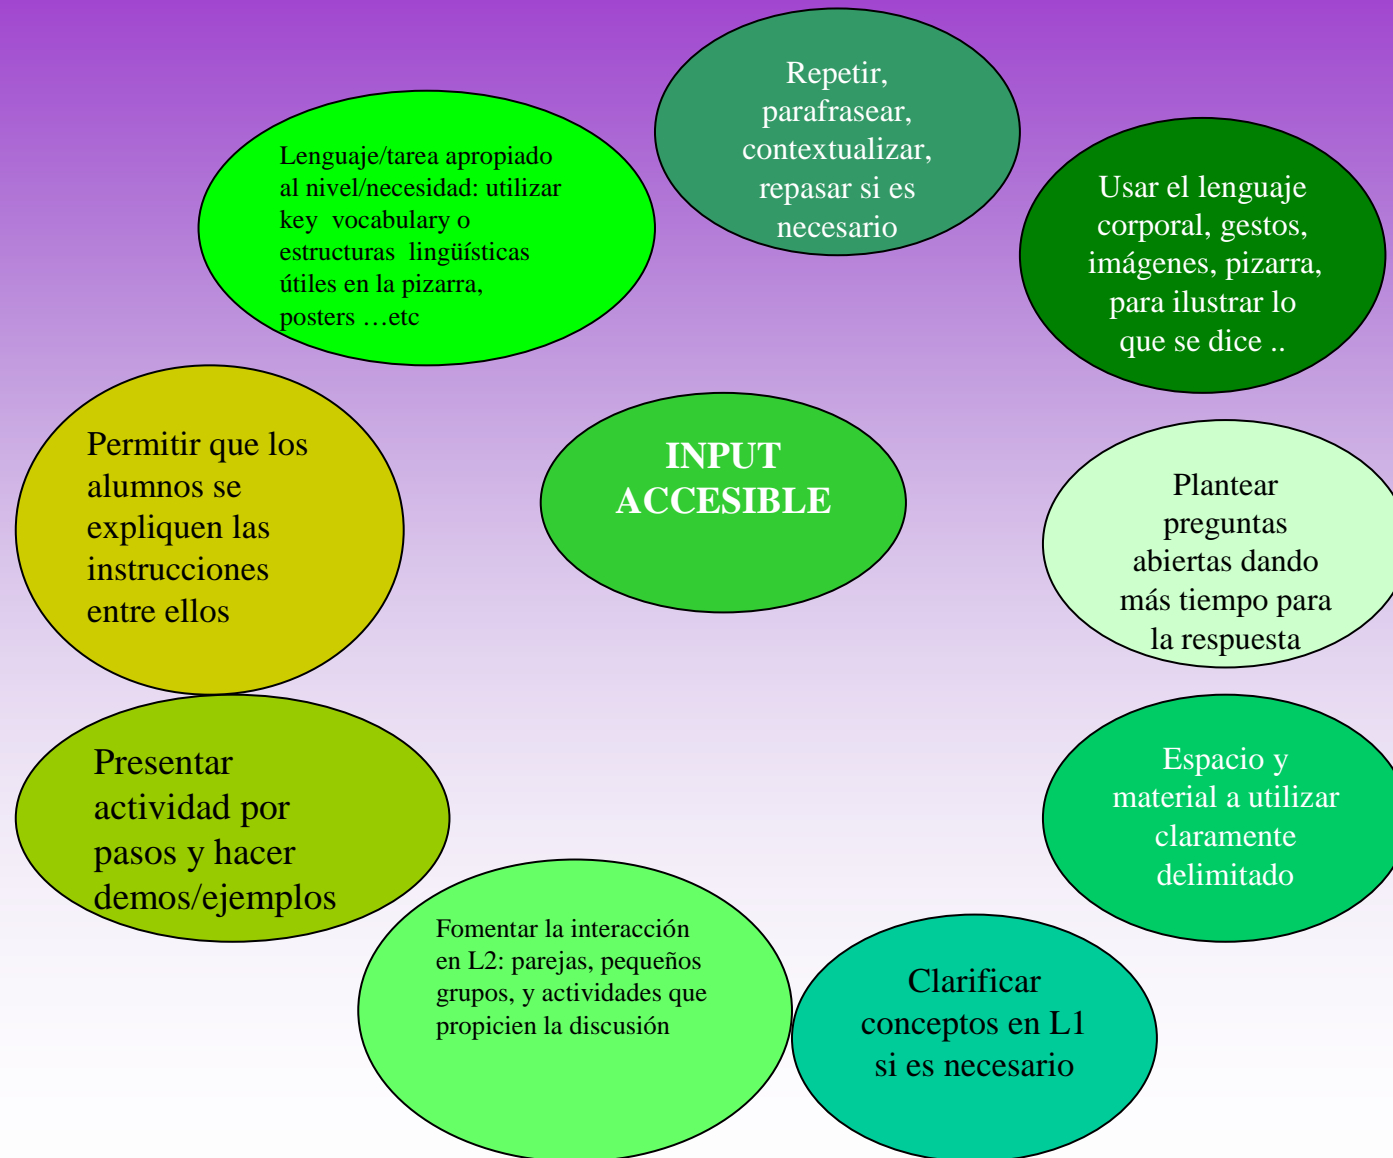 Repetir,
parafrasear,
contextualizar,
repasar si es
necesario
Lenguaje/tarea apropiado
al nivel/necesidad: utilizar
key vocabulary o
estructuras lingüísticas
útiles en la pizarra,
posters …etc
Usar el lenguaje
corporal, gestos,
imágenes, pizarra,
para ilustrar lo
que se dice ..
Permitir que los
alumnos se
expliquen las
instrucciones
entre ellos
INPUT
ACCESIBLE
Plantear
preguntas
abiertas dando
más tiempo para
la respuesta
Presentar
actividad por
pasos y hacer
demos/ejemplos
Espacio y
material a utilizar
claramente
delimitado
Fomentar la interacción
en L2: parejas, pequeños
grupos, y actividades que
propicien la discusión
Clarificar
conceptos en L1
si es necesario